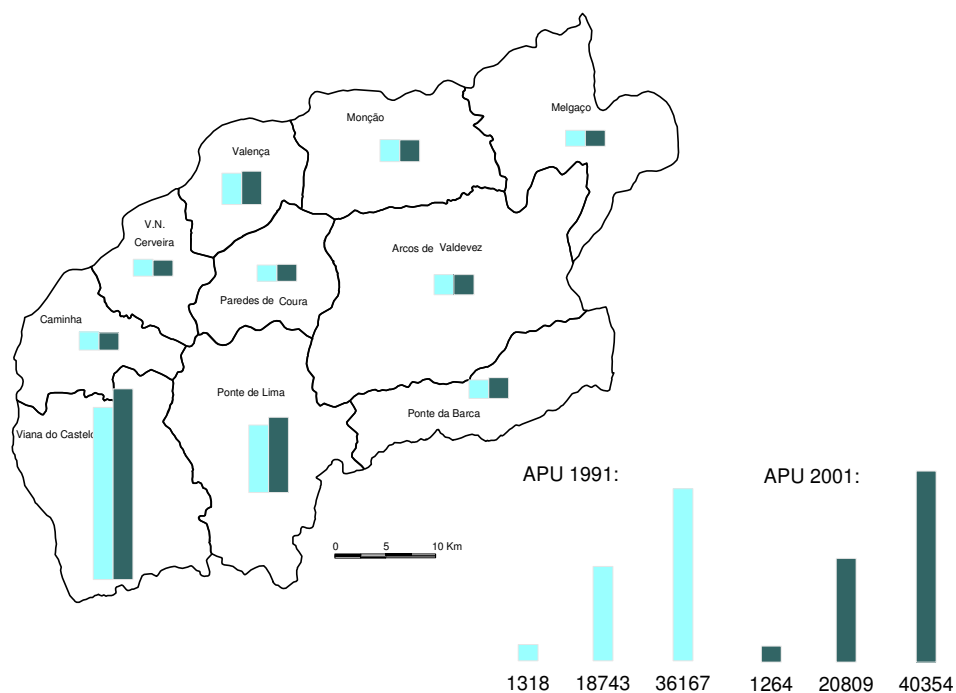 Melgaço
Monção
Valença
V.N.
Cerveira
Arcos de Valdevez
Paredes de Coura
Caminha
Ponte de Lima
Ponte da Barca
Viana do Castelo
APU 1991:
APU 2001:
0 5 10 Km
1318 18743 36167 1264 20809 40354